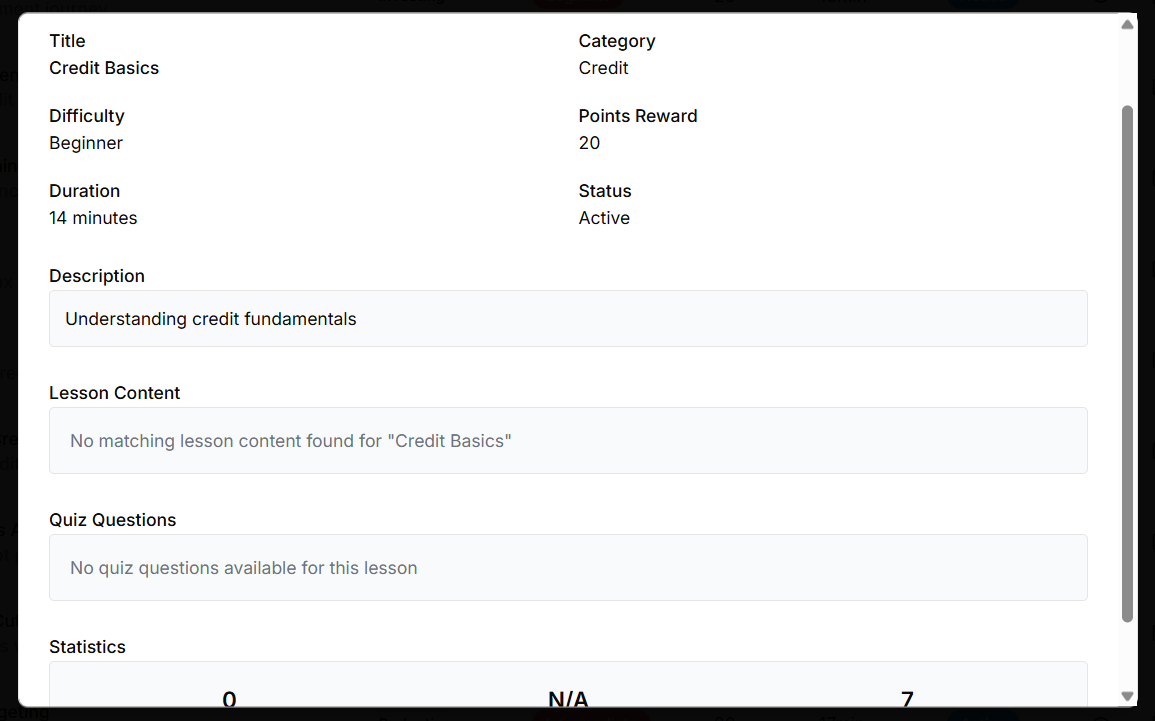 Title
Category
Credit Basics
Credit
Difficulty
Points Reward
Beginner
20
Duration
Status
14 minutes
Active
Description
Understanding credit fundamentals
Lesson Content
No matching lesson content found for "Credit Basics"
Quiz Questions
No quiz questions available for this lesson
Statistics
0
N/A
7